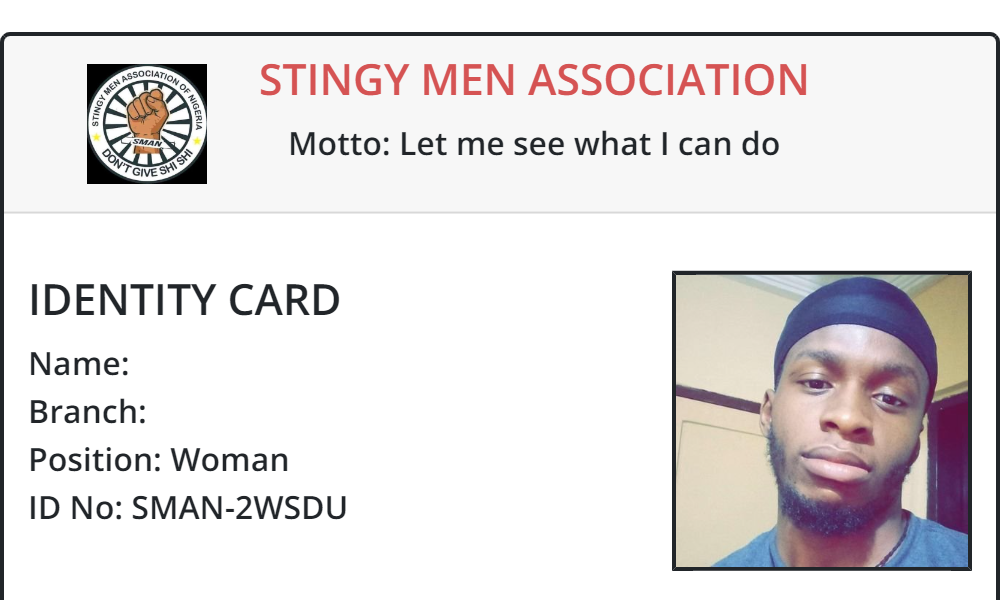 STINGY MEN ASSOCIATION OF NIGERIA
SMAN
DON'T GIVE SHI SHI
STINGY MEN ASSOCIATION
Motto: Let me see what I can do
IDENTITY CARD
Name:
Branch:
Position: Woman
ID No: SMAN-2WSDU